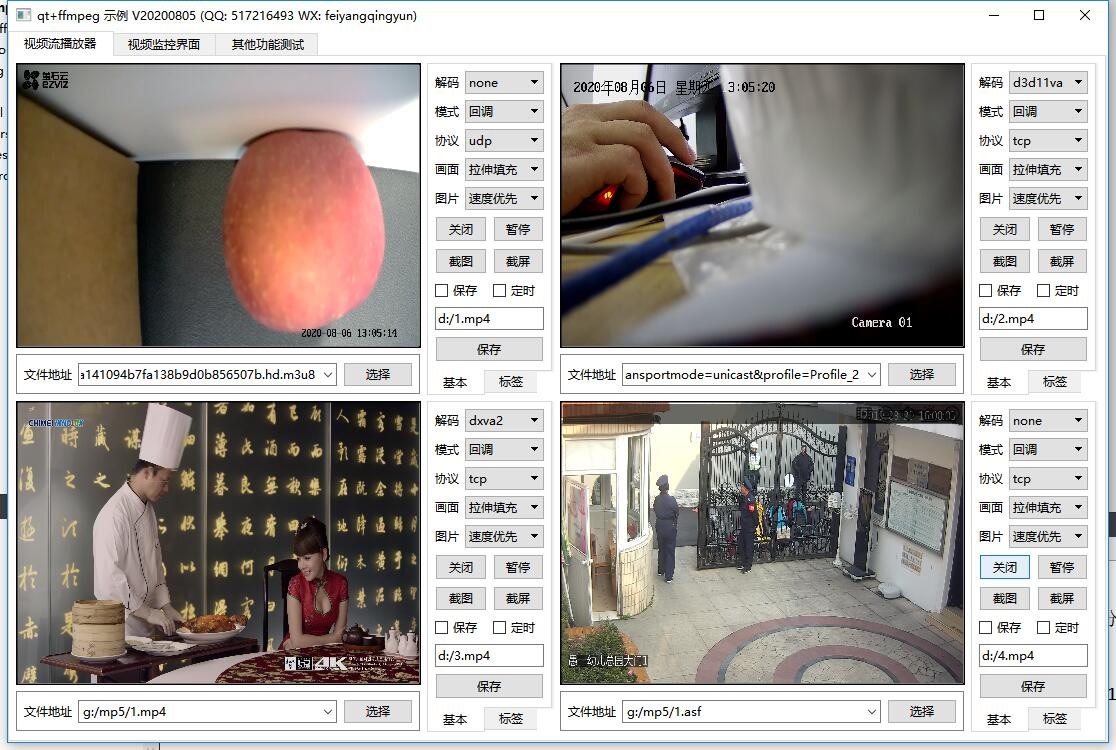 qt+ffmpeg 示例 V20200805 (QQ: 517216493 WX: feiyangqingyun)
视频流播放器 视频监控界面 其他功能测试
萤石云
EZVIZ
2020-08-06 13:05:14
解码 none
模式 回调
协议 udp
画面 拉伸填充
图片 速度优先
关闭 暂停
截图 截屏
保存 定时
d:/1.mp4
保存
基本 标签
文件地址 a141094b7fa138b9d0b856507b.hd.m3u8 选择
2020年08月06日 星期 3:05:20
Camera 01
解码 d3d11va
模式 回调
协议 tcp
画面 拉伸填充
图片 速度优先
关闭 暂停
截图 截屏
保存 定时
d:/2.mp4
保存
基本 标签
文件地址 ansportmode=unicast&profile=Profile_2 选择
4K
解码 dxva2
模式 回调
协议 tcp
画面 拉伸填充
图片 速度优先
关闭 暂停
截图 截屏
保存 定时
d:/3.mp4
保存
基本 标签
文件地址 g:/mp5/1.mp4 选择
解码 none
模式 回调
协议 tcp
画面 拉伸填充
图片 速度优先
关闭 暂停
截图 截屏
保存 定时
d:/4.mp4
保存
基本 标签
文件地址 g:/mp5/1.asf 选择